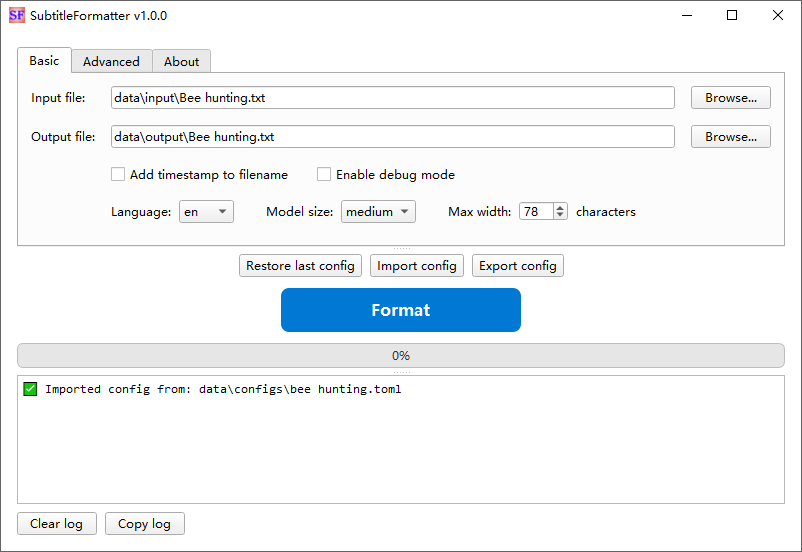 SF SubtitleFormatter v1.0.0
Basic Advanced About
Input file: data\input\Bee hunting.txt Browse...
Output file: data\output\Bee hunting.txt Browse...
Add timestamp to filename Enable debug mode
Language: en Model size: medium Max width: 78 characters
Restore last config Import config Export config
Format
0%
Imported config from: data\configs\bee hunting.toml
Clear log Copy log